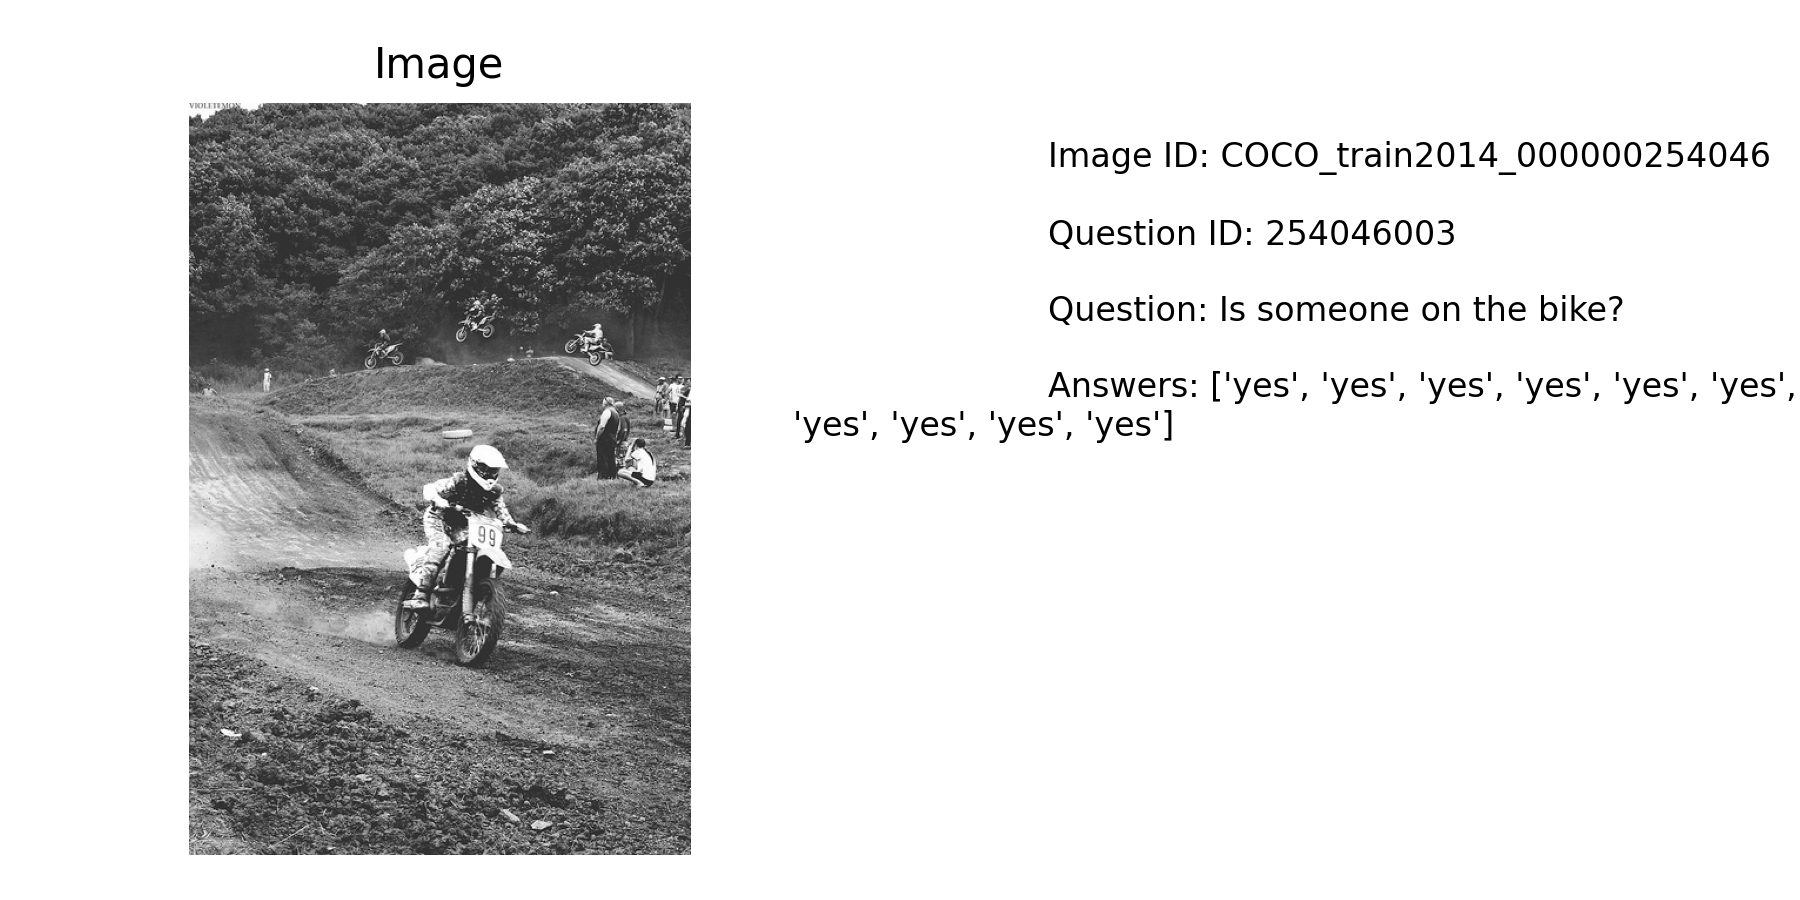 Image
VIOLETEMON
99
Image ID: COCO_train2014_000000254046
Question ID: 254046003
Question: Is someone on the bike?
Answers: ['yes', 'yes', 'yes', 'yes', 'yes', 'yes',
'yes', 'yes', 'yes', 'yes']